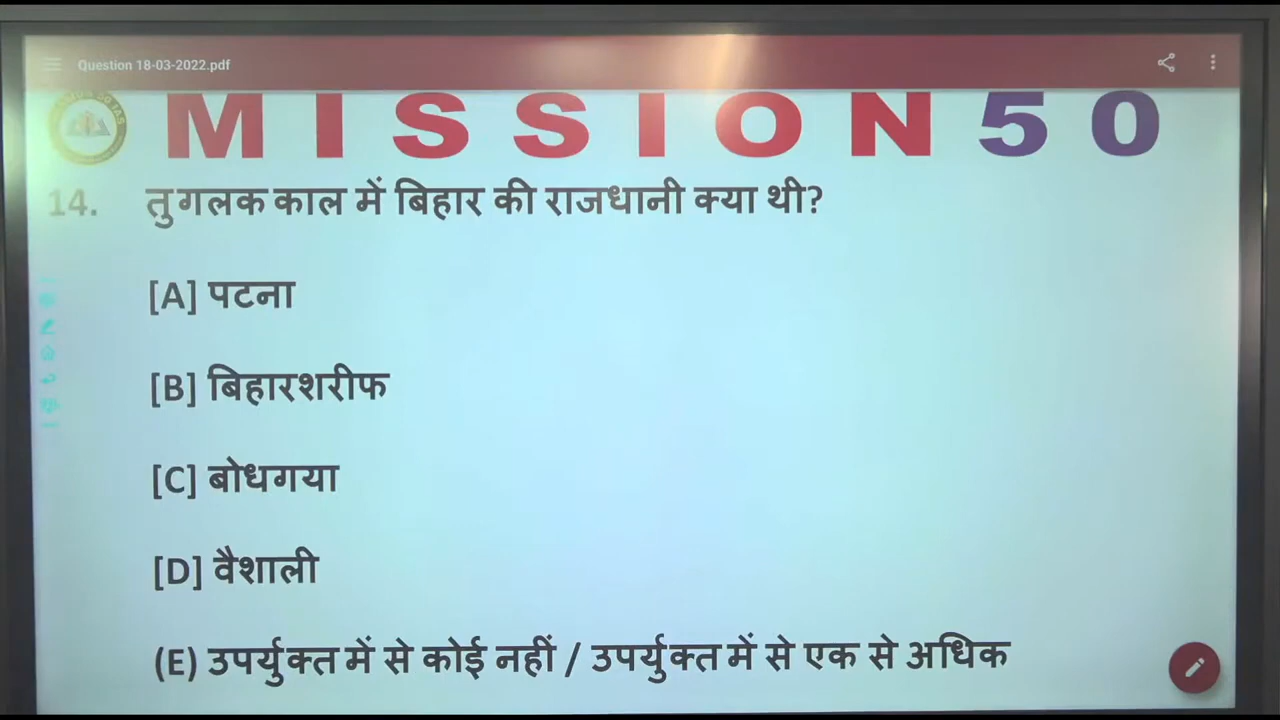 Question 18-03-2022.pdf
MISSION 50
14. तुगलक काल में बिहार की राजधानी क्या थी?
[A] पटना
[B] बिहारशरीफ
[C] बोधगया
[D] वैशाली
(E) उपर्युक्त में से कोई नहीं / उपर्युक्त में से एक से अधिक